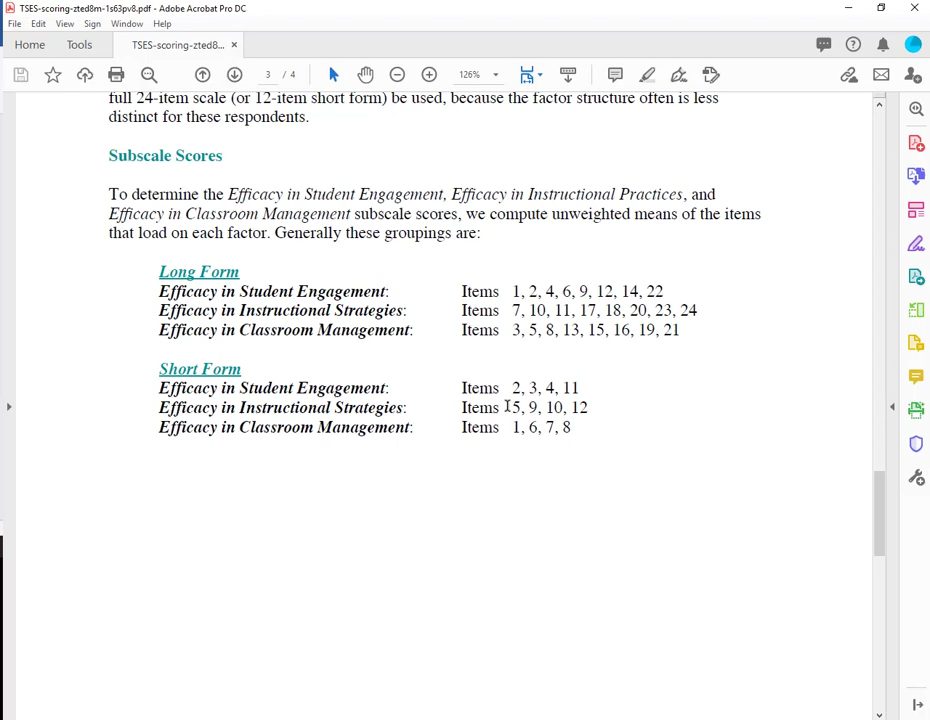 TSES-scoring-zted8m-1s63pv8.pdf - Adobe Acrobat Pro DC
File Edit View Sign Window Help
Home Tools TSES-scoring-zted8... ×
3 / 4 126%
full 24-item scale (or 12-item short form) be used, because the factor structure often is less
distinct for these respondents.
Subscale Scores
To determine the Efficacy in Student Engagement, Efficacy in Instructional Practices, and
Efficacy in Classroom Management subscale scores, we compute unweighted means of the items
that load on each factor. Generally these groupings are:
Long Form
Efficacy in Student Engagement: Items 1, 2, 4, 6, 9, 12, 14, 22
Efficacy in Instructional Strategies: Items 7, 10, 11, 17, 18, 20, 23, 24
Efficacy in Classroom Management: Items 3, 5, 8, 13, 15, 16, 19, 21
Short Form
Efficacy in Student Engagement: Items 2, 3, 4, 11
Efficacy in Instructional Strategies: Items 5, 9, 10, 12
Efficacy in Classroom Management: Items 1, 6, 7, 8